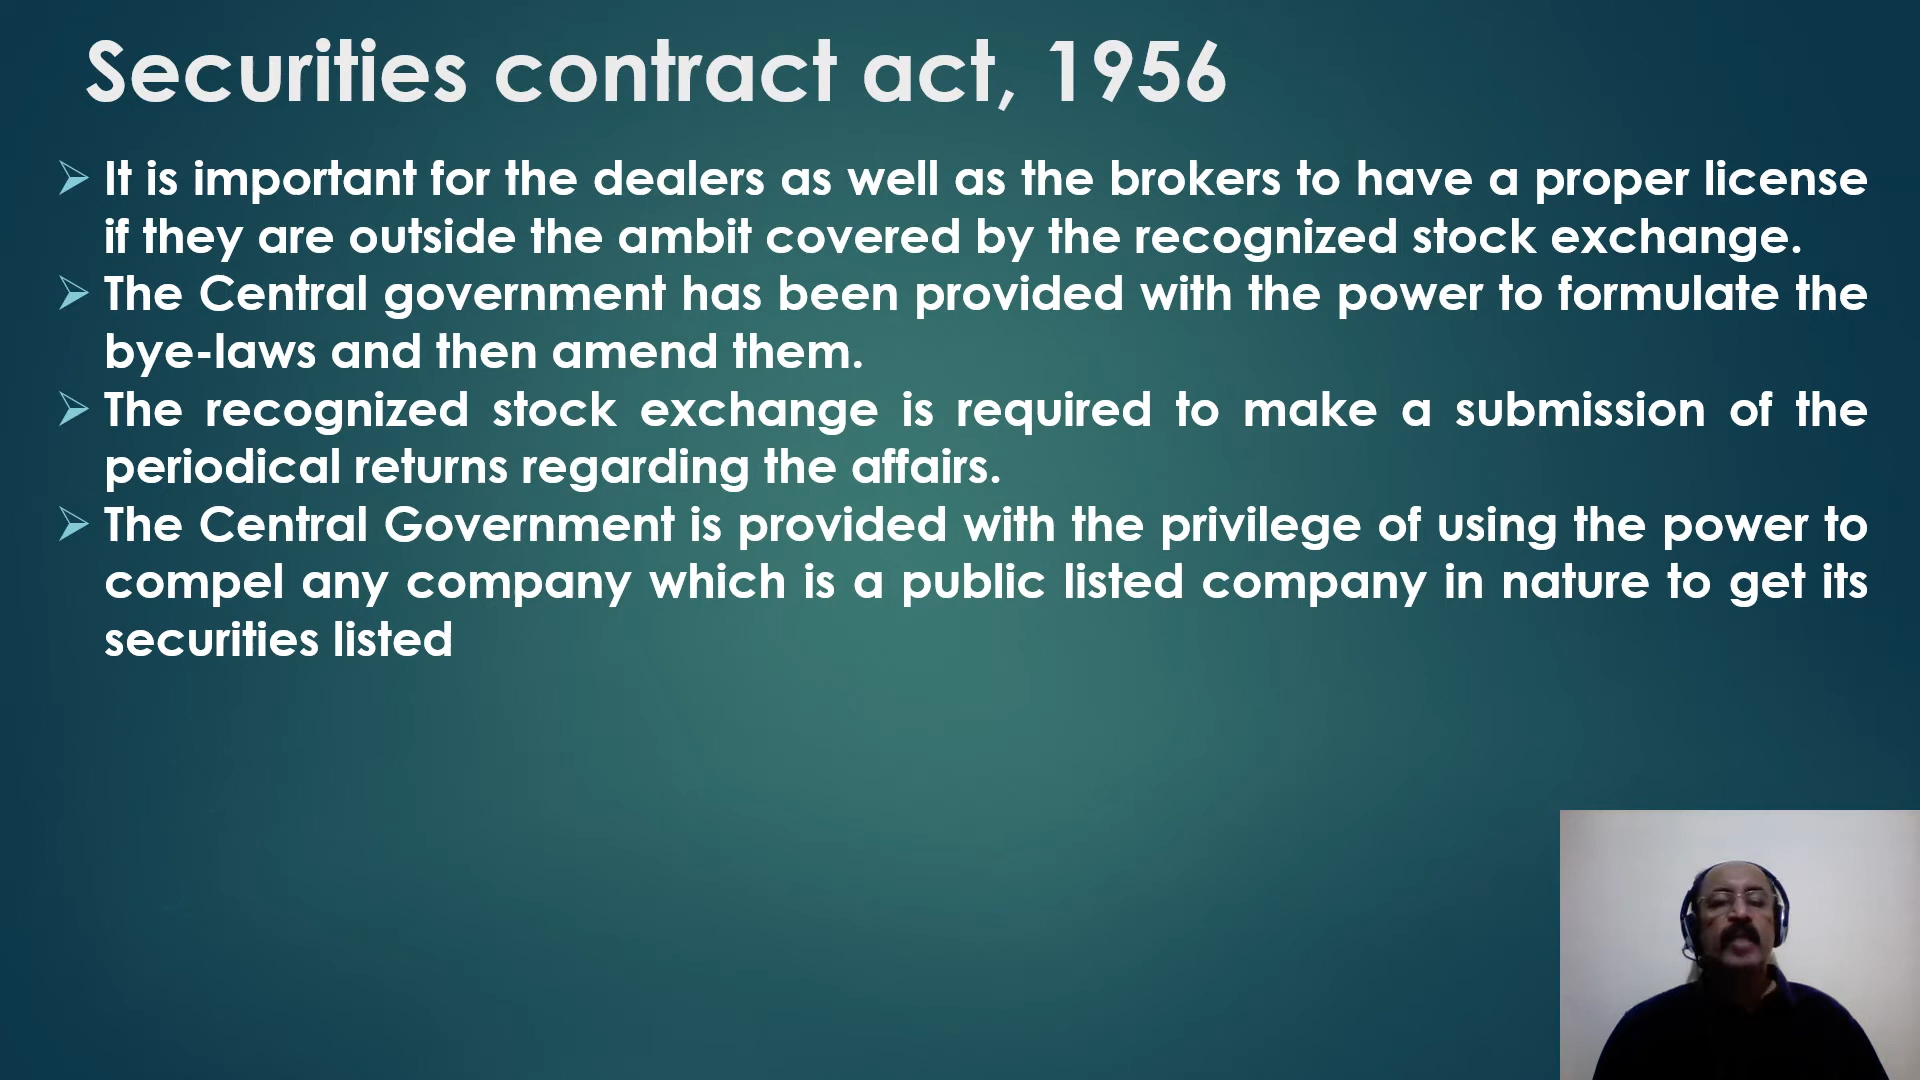 Securities contract act, 1956
It is important for the dealers as well as the brokers to have a proper license
if they are outside the ambit covered by the recognized stock exchange.
The Central government has been provided with the power to formulate the
bye-laws and then amend them.
The recognized stock exchange is required to make a submission of the
periodical returns regarding the affairs.
The Central Government is provided with the privilege of using the power to
compel any company which is a public listed company in nature to get its
securities listed